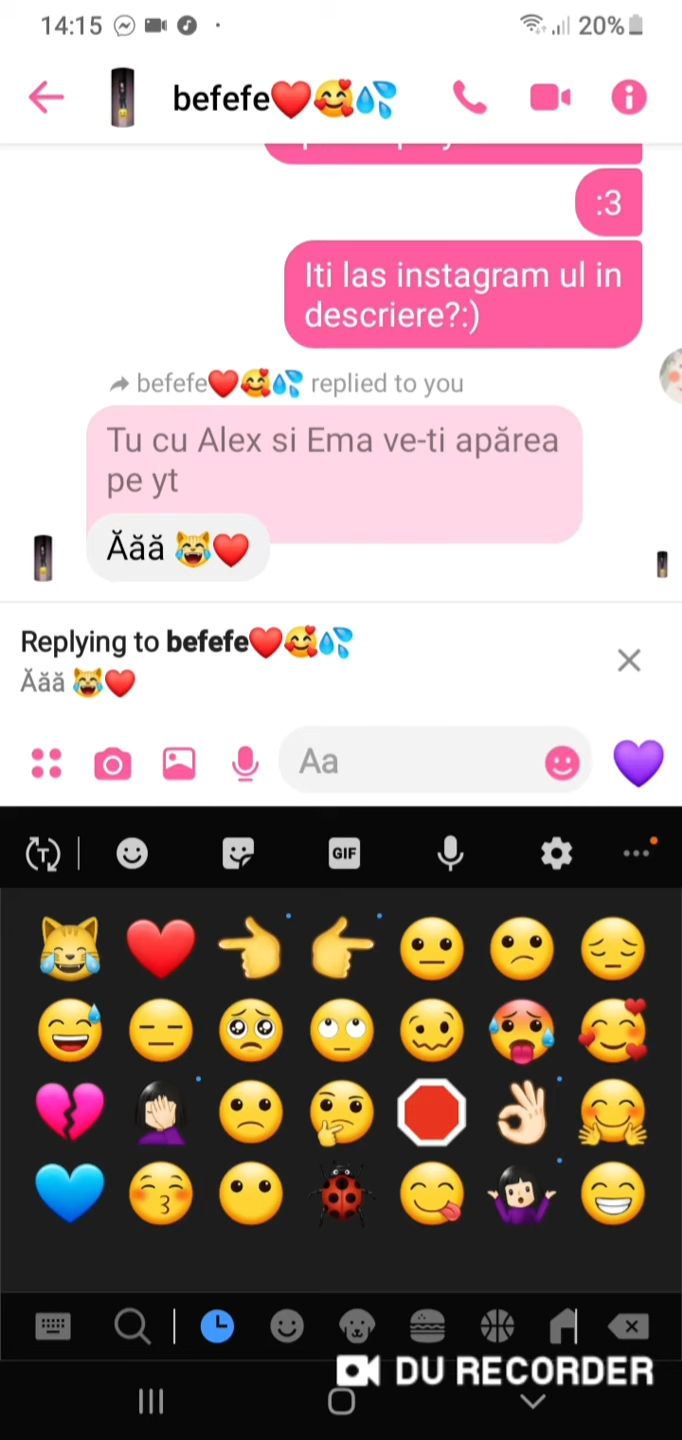 14:15 20%
befefe❤️🥰💦
:3
Iti las instagram ul in
descriere?:)
befefe❤️🥰💦 replied to you
Tu cu Alex si Ema ve-ti apărea
pe yt
Ăăă 😹❤️
Replying to befefe❤️🥰💦
Ăăă 😹❤️
Aa
GIF
DU RECORDER